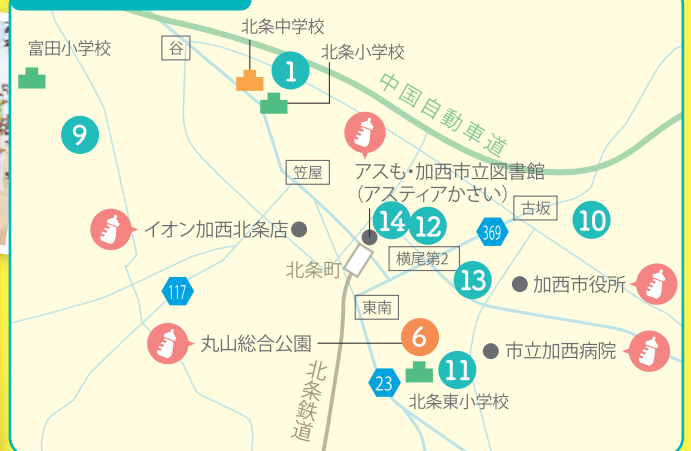 北条中学校
富田小学校
谷
北条小学校
1
中国自動車道
9
笠屋
アスも・加西市立図書館
(アスティアかさい)
古坂
イオン加西北条店
14
12
369
10
北条町
横尾第2
13
加西市役所
117
東南
丸山総合公園
6
市立加西病院
北条鉄道
23
11
北条東小学校